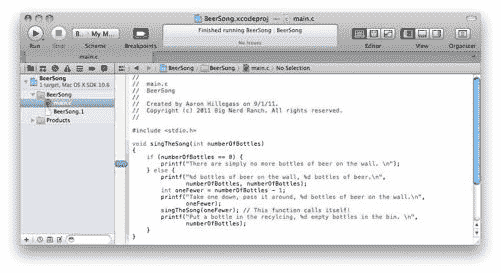 BeerSong.xcodeproj — main.c
Finished running BeerSong : BeerSong
No Issues
Run
Stop
Scheme
Breakpoints
Editor
View
Organizer
main.c
BeerSong
1 target, Mac OS X SDK 10.6
BeerSong
main.c
BeerSong.1
Products
BeerSong
BeerSong
main.c
No Selection
//
// main.c
// BeerSong
//
// Created by Aaron Hillegass on 9/1/11.
// Copyright (c) 2011 Big Nerd Ranch. All rights reserved.
//
#include <stdio.h>
void singTheSong(int numberOfBottles)
{
if (numberOfBottles == 0) {
printf("There are simply no more bottles of beer on the wall. \n");
} else {
printf("%d bottles of beer on the wall, %d bottles of beer.\n",
numberOfBottles, numberOfBottles);
int oneFewer = numberOfBottles - 1;
printf("Take one down, pass it around, %d bottles of beer on the wall.\n",
oneFewer);
singTheSong(oneFewer); // This function calls itself!
printf("Put a bottle in the recylcing, %d empty bottles in the bin. \n",
numberOfBottles);
}
}